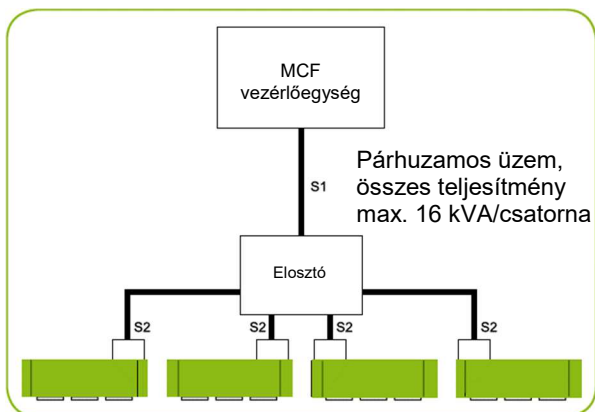 MCF
vezérlőegység
S1
Párhuzamos üzem,
összes teljesítmény
max. 16 kVA/csatorna
Elosztó
S2
S2
S2
S2